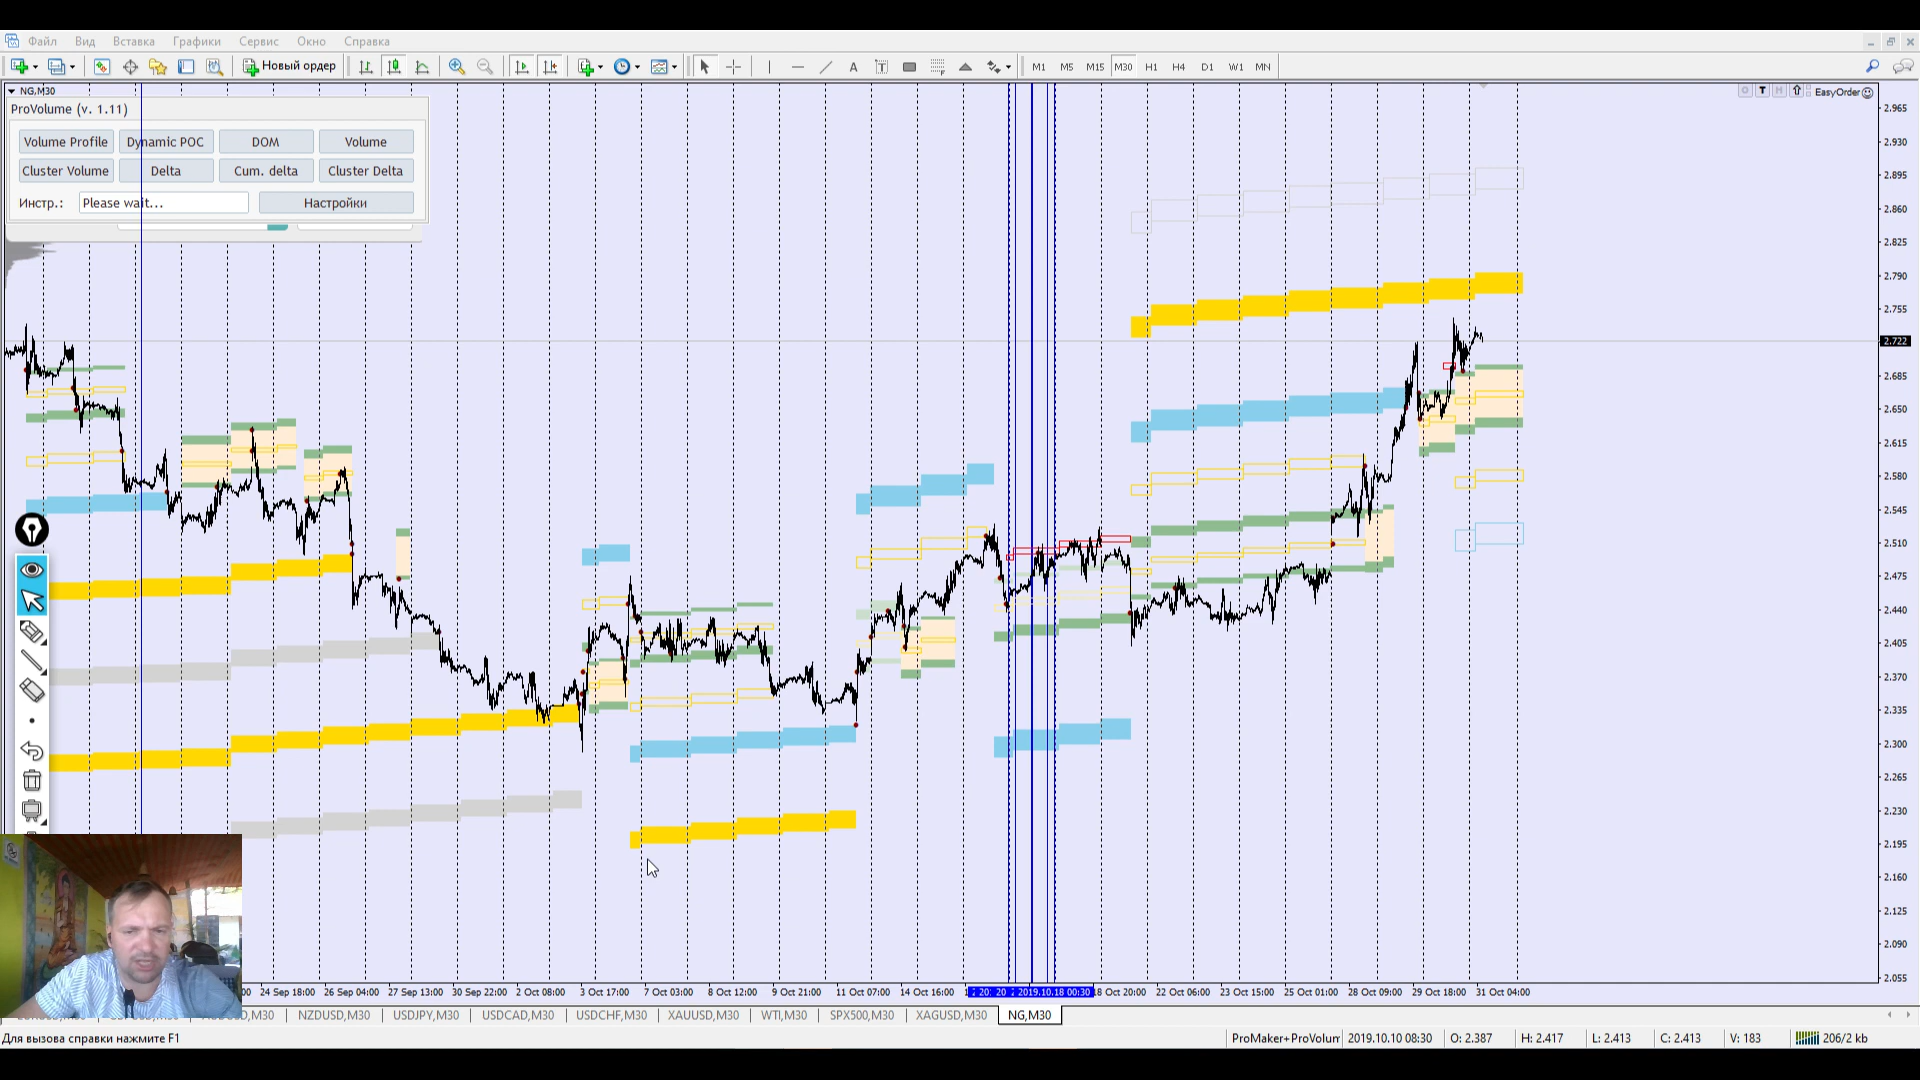 Файл Вид Вставка Графики Сервис Окно Справка
Новый ордер
M1 M5 M15 M30 H1 H4 D1 W1 MN
NG,M30
EasyOrder
ProVolume (v. 1.11)
Volume Profile Dynamic POC DOM Volume
Cluster Volume Delta Cum. delta Cluster Delta
Инстр.: Please wait... Настройки
2.965
2.930
2.895
2.860
2.825
2.790
2.755
2.722
2.685
2.650
2.615
2.580
2.545
2.510
2.475
2.440
2.405
2.370
2.335
2.300
2.265
2.230
2.195
2.160
2.125
2.090
2.055
24 Sep 18:00 26 Sep 04:00 27 Sep 13:00 30 Sep 22:00 2 Oct 08:00 3 Oct 17:00 7 Oct 03:00 8 Oct 12:00 9 Oct 21:00 11 Oct 07:00 14 Oct 16:00 2019.10.18 00:30 18 Oct 20:00 22 Oct 06:00 23 Oct 15:00 25 Oct 01:00 28 Oct 09:00 29 Oct 18:00 31 Oct 04:00
NZDUSD,M30 USDJPY,M30 USDCAD,M30 USDCHF,M30 XAUUSD,M30 WTI,M30 SPX500,M30 XAGUSD,M30 NG,M30
Для вызова справки нажмите F1
ProMaker+ProVolum 2019.10.10 08:30 O: 2.387 H: 2.417 L: 2.413 C: 2.413 V: 183 206/2 kb